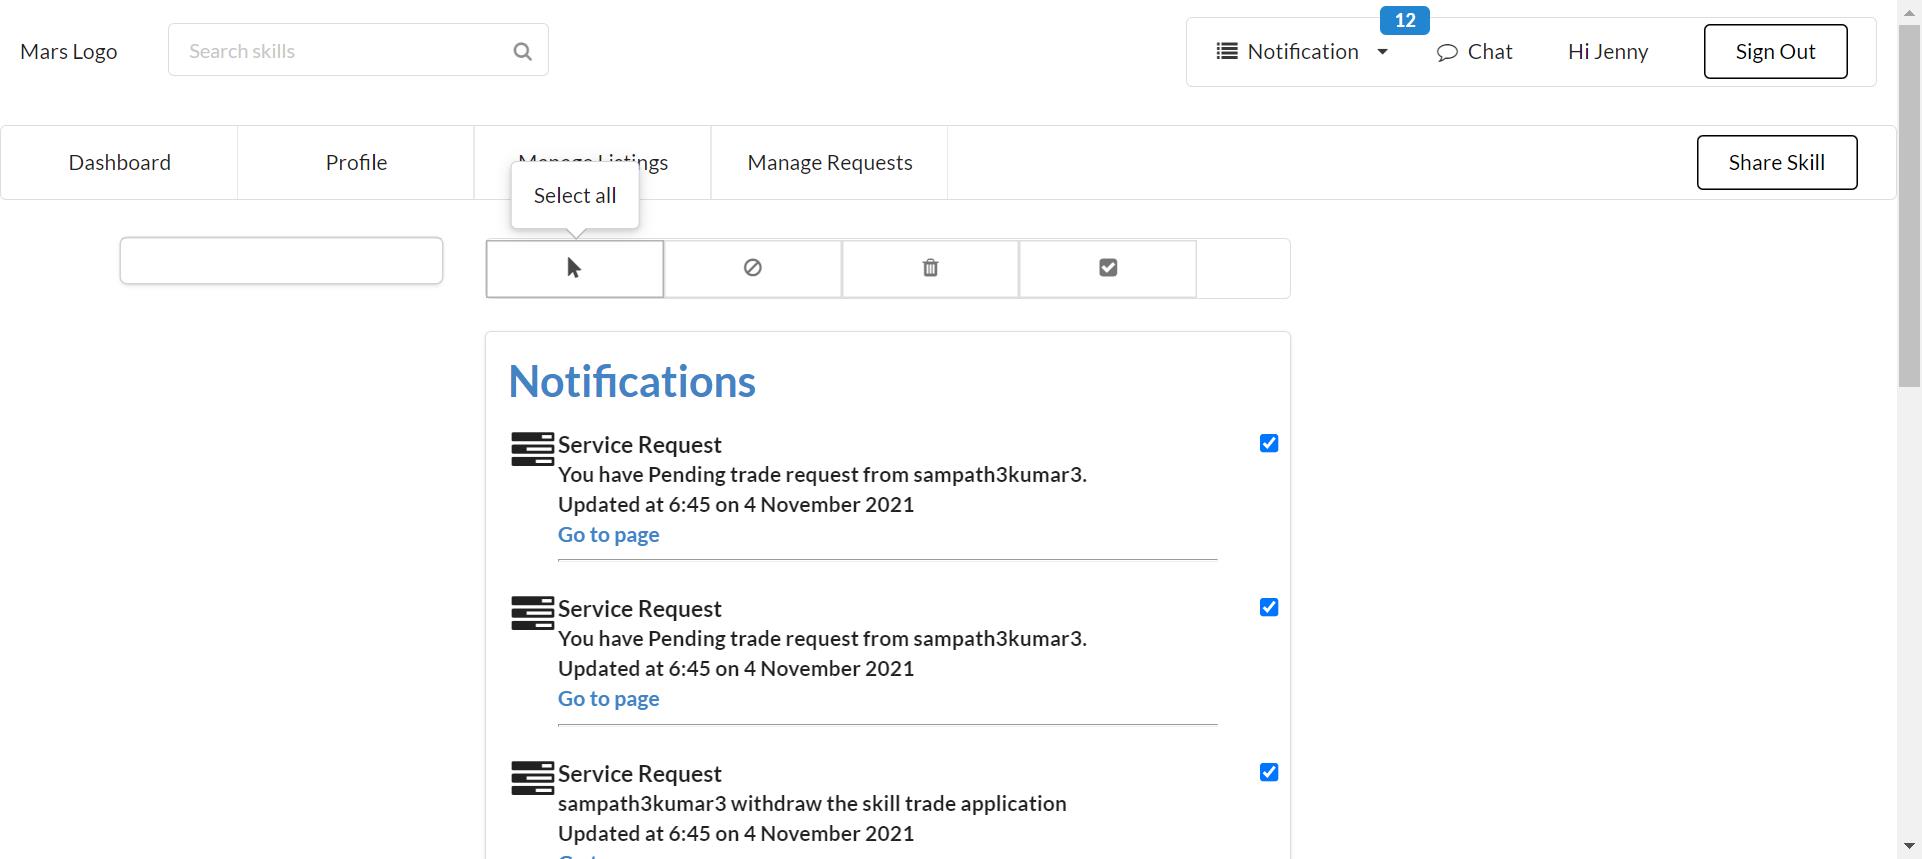 Mars Logo
Search skills
12
Notification
Chat
Hi Jenny
Sign Out
Dashboard
Profile
Manage Listings
Manage Requests
Share Skill
Select all
Notifications
Service Request
You have Pending trade request from sampath3kumar3.
Updated at 6:45 on 4 November 2021
Go to page
Service Request
You have Pending trade request from sampath3kumar3.
Updated at 6:45 on 4 November 2021
Go to page
Service Request
sampath3kumar3 withdraw the skill trade application
Updated at 6:45 on 4 November 2021